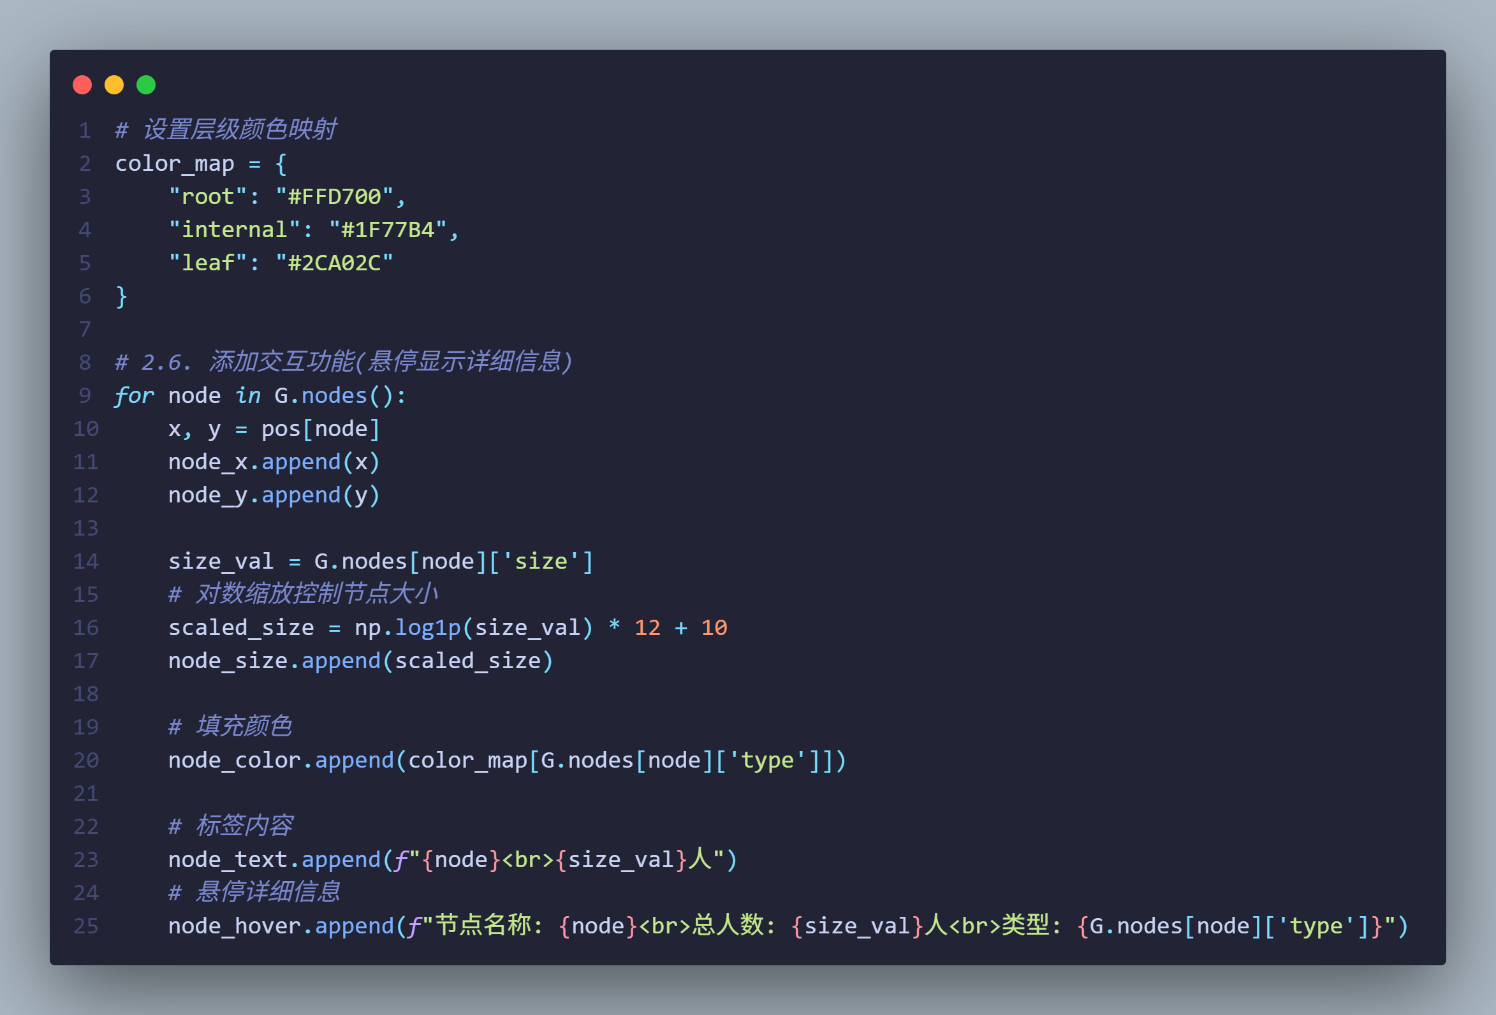 1 # 设置层级颜色映射
2 color_map = {
3     "root": "#FFD700",
4     "internal": "#1F77B4",
5     "leaf": "#2CA02C"
6 }
7
8 # 2.6. 添加交互功能(悬停显示详细信息)
9 for node in G.nodes():
10     x, y = pos[node]
11     node_x.append(x)
12     node_y.append(y)
13
14     size_val = G.nodes[node]['size']
15     # 对数缩放控制节点大小
16     scaled_size = np.log1p(size_val) * 12 + 10
17     node_size.append(scaled_size)
18
19     # 填充颜色
20     node_color.append(color_map[G.nodes[node]['type']])
21
22     # 标签内容
23     node_text.append(f"{node}<br>{size_val}人")
24     # 悬停详细信息
25     node_hover.append(f"节点名称: {node}<br>总人数: {size_val}人<br>类型: {G.nodes[node]['type']}")